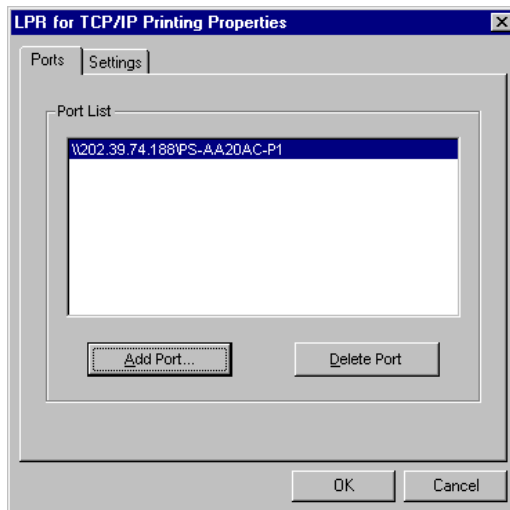 LPR for TCP/IP Printing Properties
Ports
Settings
Port List
\\202.39.74.188\PS-AA20AC-P1
Add Port...
Delete Port
OK
Cancel